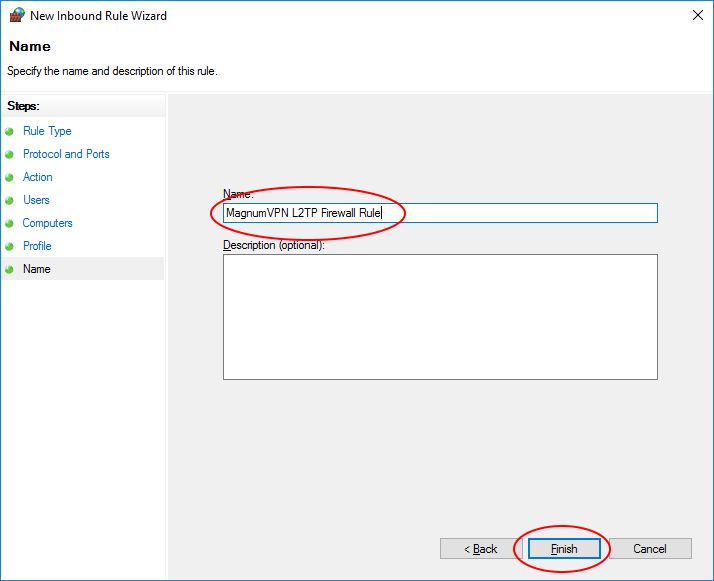 New Inbound Rule Wizard
Name
Specify the name and description of this rule.
Steps:
Rule Type
Protocol and Ports
Action
Users
Computers
Profile
Name
Name:
MagnumVPN L2TP Firewall Rule
Description (optional):
< Back Finish Cancel